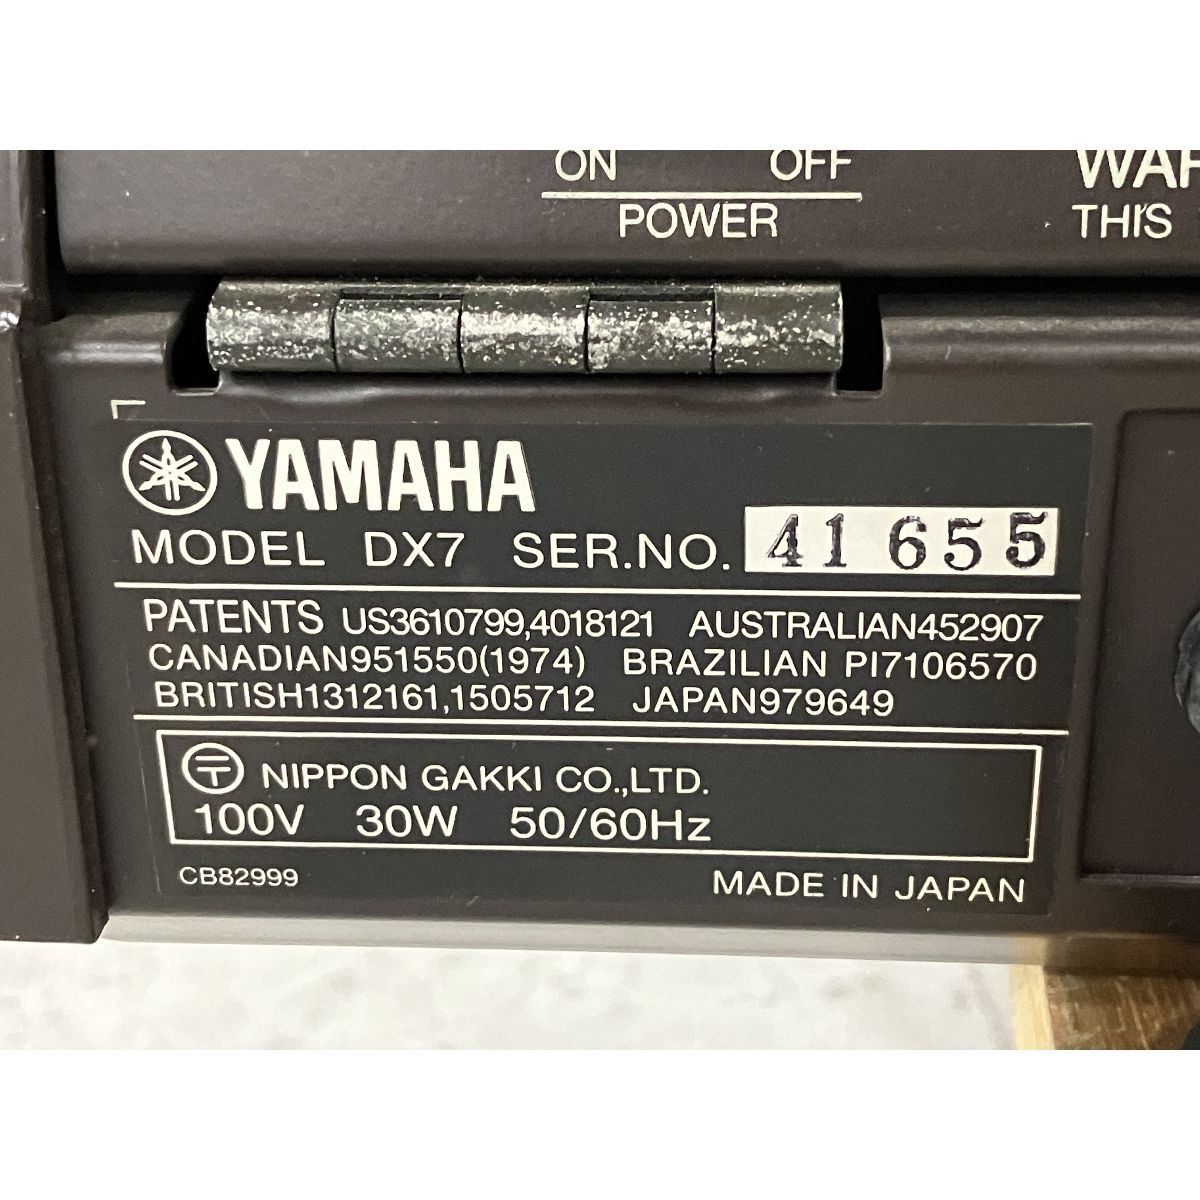 ON OFF
POWER
THIS
YAMAHA
MODEL DX7 SER.NO. 41655
PATENTS US3610799,4018121 AUSTRALIAN452907
CANADIAN951550(1974) BRAZILIAN PI7106570
BRITISH1312161,1505712 JAPAN979649
NIPPON GAKKI CO.,LTD.
100V 30W 50/60Hz
CB82999
MADE IN JAPAN